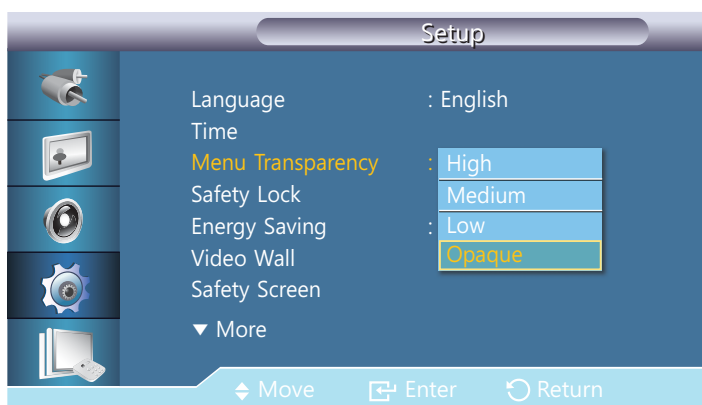 Setup
Language : English
Time
Menu Transparency : High
Medium
Safety Lock
Energy Saving : Low
Opaque
Video Wall
Safety Screen
▼ More
Move Enter Return